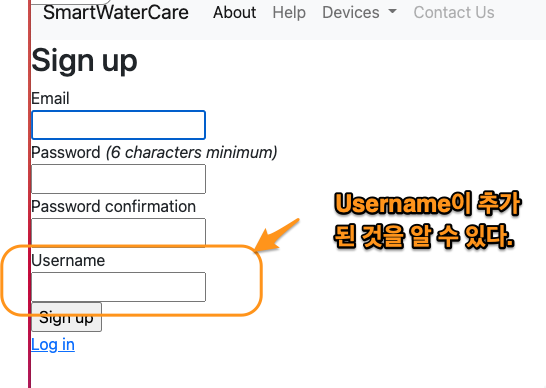 SmartWaterCare About Help Devices Contact Us
Sign up
Email
Password (6 characters minimum)
Password confirmation
Username
Sign up
Log in
Username이 추가
된 것을 알 수 있다.